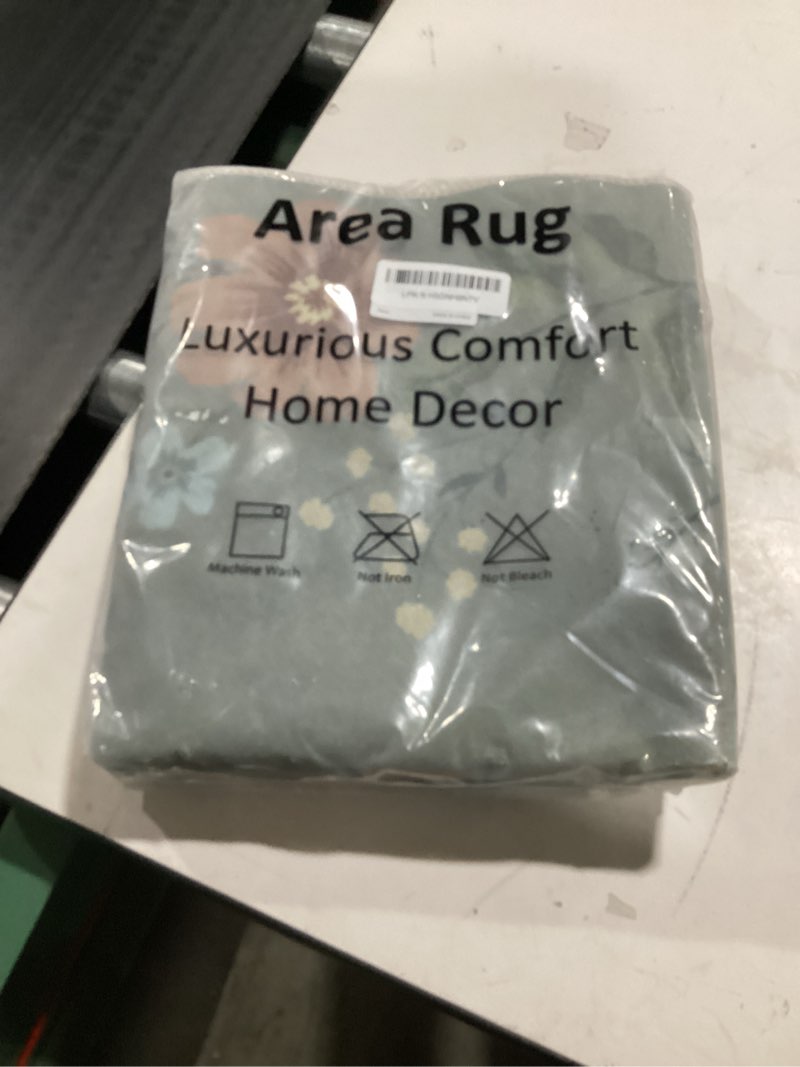 Area Rug
Luxurious Comfort
Home Decor
Machine Wash
Not Iron
Not Bleach